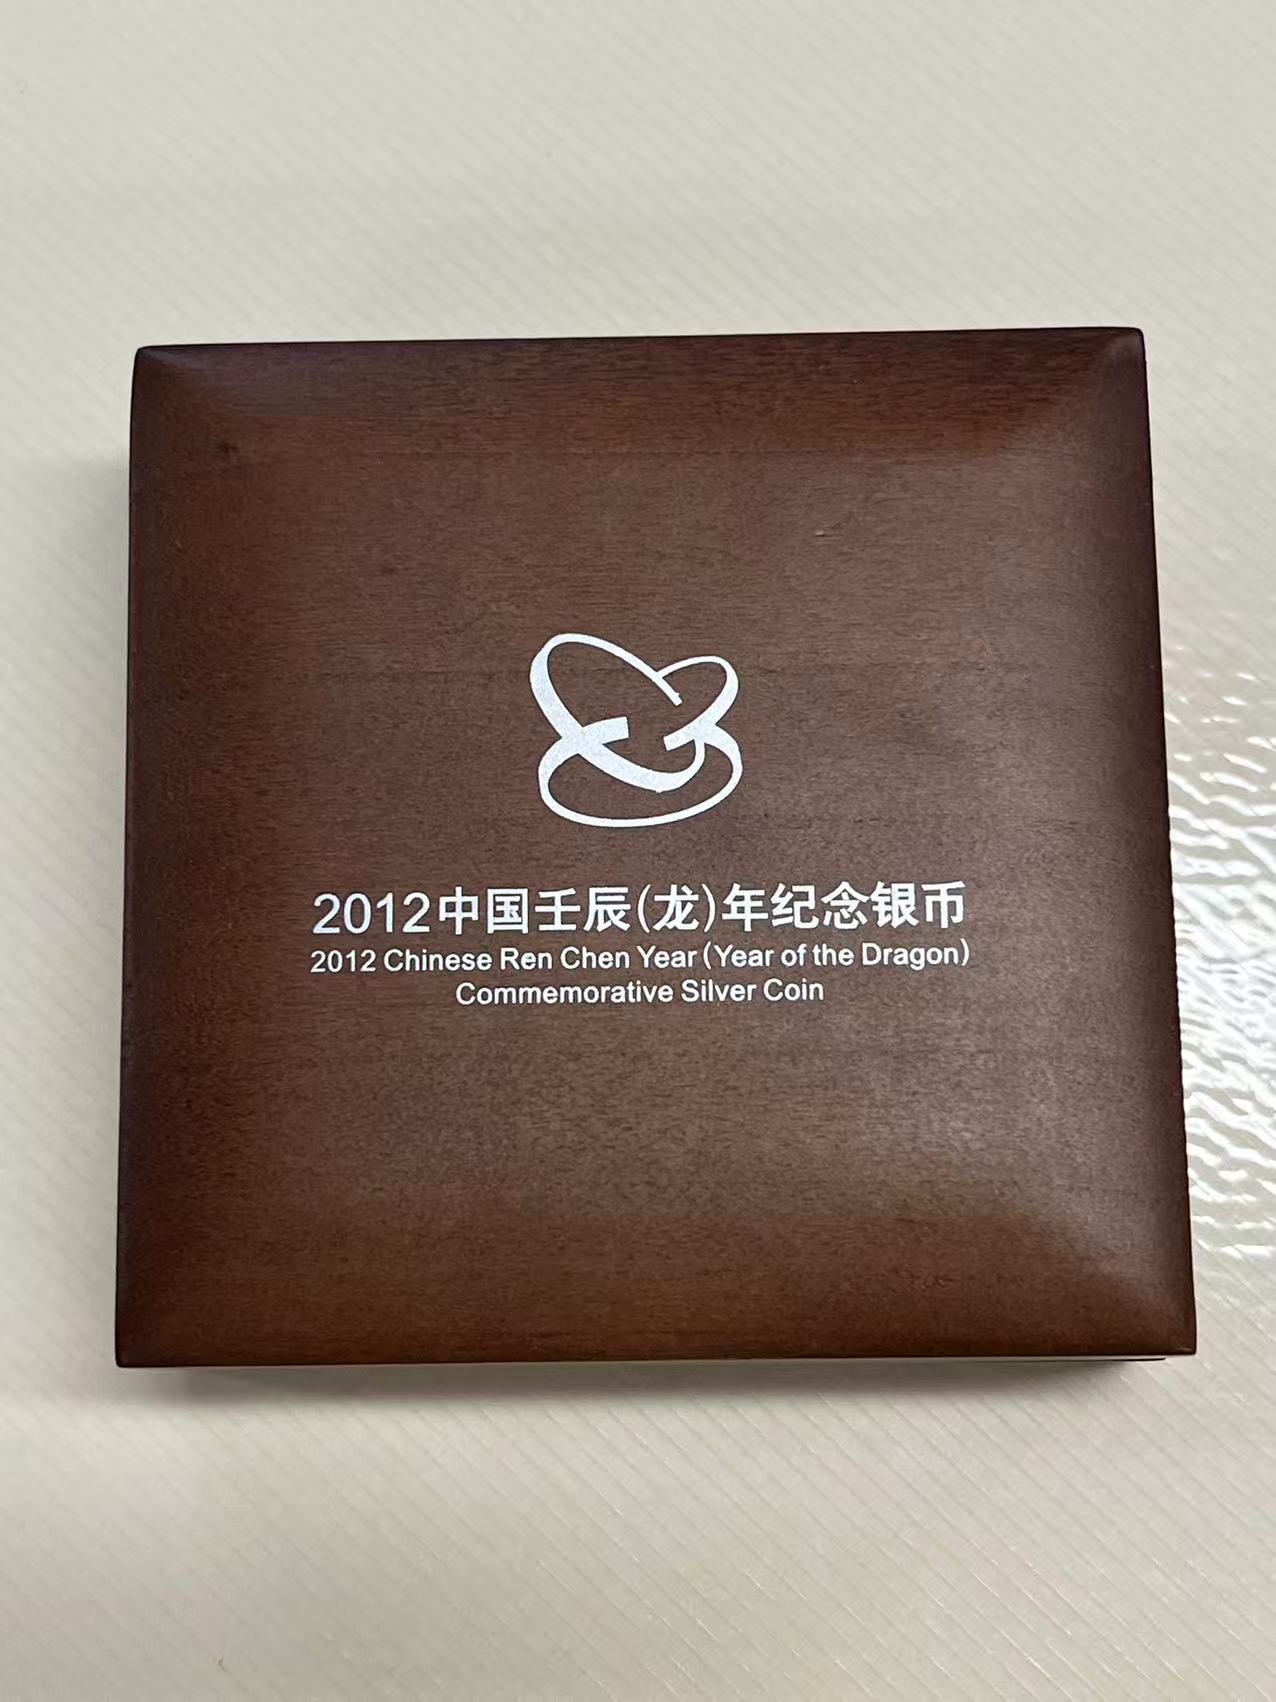 2012中国壬辰(龙)年纪念银币
2012 Chinese Ren Chen Year (Year of the Dragon)
Commemorative Silver Coin